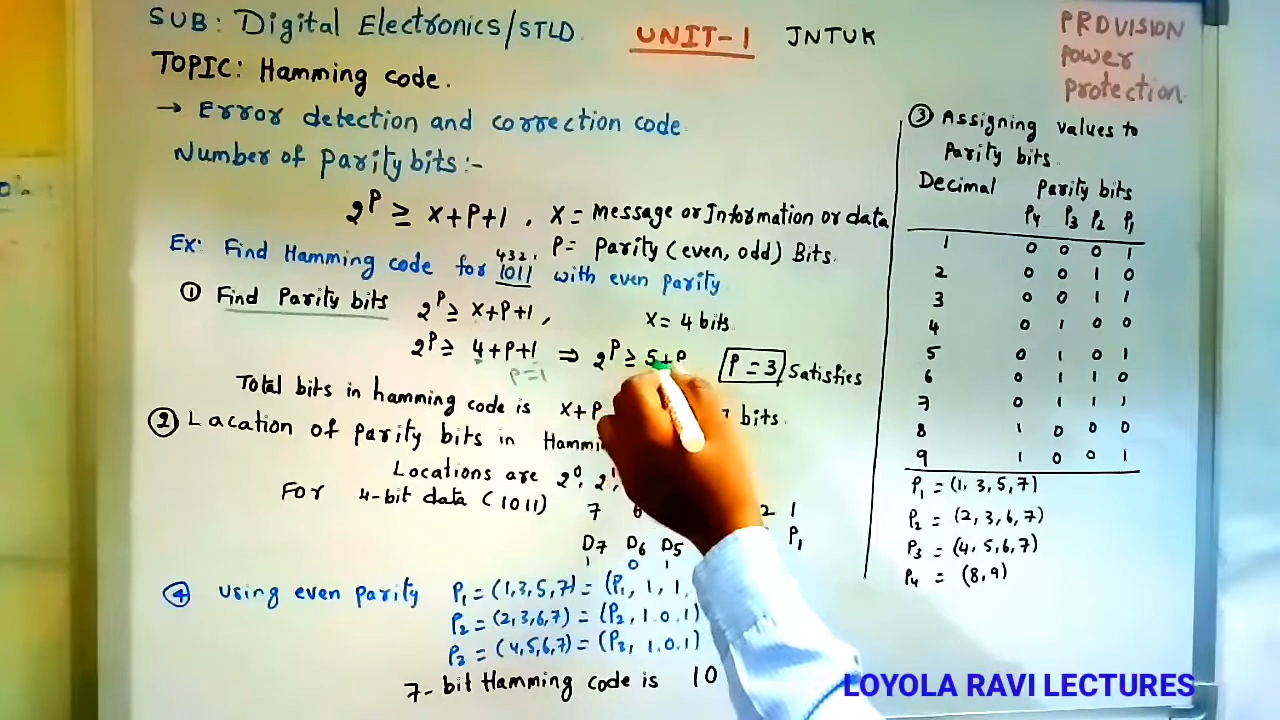 SUB: Digital Electronics/STLD. UNIT-1 JNTUK
TOPIC: Hamming code.
→ Error detection and correction code
Number of Parity bits:-
2^P ≥ x+P+1, x = Message or Information or data
P = Parity (even, odd) Bits.
4 3 2 1
Ex: Find Hamming code for 1011 with even parity
① Find Parity bits 2^P ≥ x+P+1, x = 4 bits
2^P ≥ 4+P+1 ⇒ 2^P ≥ 5+P P=3 Satisfies
P=1
Total bits in hamming code is x+P bits.
② Lacation of parity bits in Hammi
Locations are 2^0, 2^1,
For 4-bit data (1011) 7 6 2 1
D7 D6 D5 P1
1 0 1
④ using even parity P1 = (1,3,5,7) = (P1, 1, 1,
P2 = (2,3,6,7) = (P2, 1.0.1)
P3 = (4,5,6,7) = (P3, 1.0.1)
7-bit Hamming code is 10
PROVISION
Power
protection
③ Assigning values to
Parity bits.
Decimal Parity bits
P4 P3 P2 P1
1 0 0 0 1
2 0 0 1 0
3 0 0 1 1
4 0 1 0 0
5 0 1 0 1
6 0 1 1 0
7 0 1 1 1
8 1 0 0 0
9 1 0 0 1
P1 = (1, 3, 5, 7)
P2 = (2, 3, 6, 7)
P3 = (4, 5, 6, 7)
P4 = (8, 9)
LOYOLA RAVI LECTURES